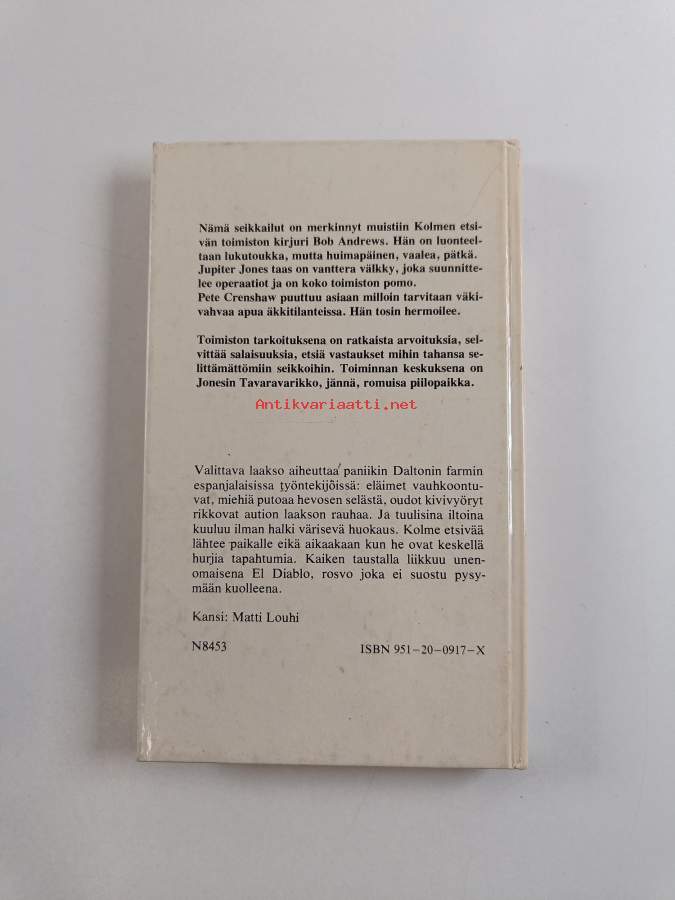 Nämä seikkailut on merkinnyt muistiin Kolmen etsi-
vän toimiston kirjuri Bob Andrews. Hän on luonteel-
taan lukutoukka, mutta huimapäinen, vaalea, pätkä.
Jupiter Jones taas on vanttera välkky, joka suunnitte-
lee operaatiot ja on koko toimiston pomo.
Pete Crenshaw puuttuu asiaan milloin tarvitaan väki-
vahvaa apua äkkitilanteissa. Hän tosin hermoilee.
Toimiston tarkoituksena on ratkaista arvoituksia, sel-
vittää salaisuuksia, etsiä vastaukset mihin tahansa se-
littämättömiin seikkoihin. Toiminnan keskuksena on
Jonesin Tavaravarikko, jännä, romuisa piilopaikka.
Antikvariaatti.net
Valittava laakso aiheuttaa paniikin Daltonin farmin
espanjalaisissa työntekijöissä: eläimet vauhkoontu-
vat, miehiä putoaa hevosen selästä, oudot kivivyöryt
rikkovat aution laakson rauhaa. Ja tuulisina iltoina
kuuluu ilman halki värisevä huokaus. Kolme etsivää
lähtee paikalle eikä aikaakaan kun he ovat keskellä
hurjia tapahtumia. Kaiken taustalla liikkuu unen-
omaisena El Diablo, rosvo joka ei suostu pysy-
mään kuolleena.
Kansi: Matti Louhi
N8453
ISBN 951-20-0917-X